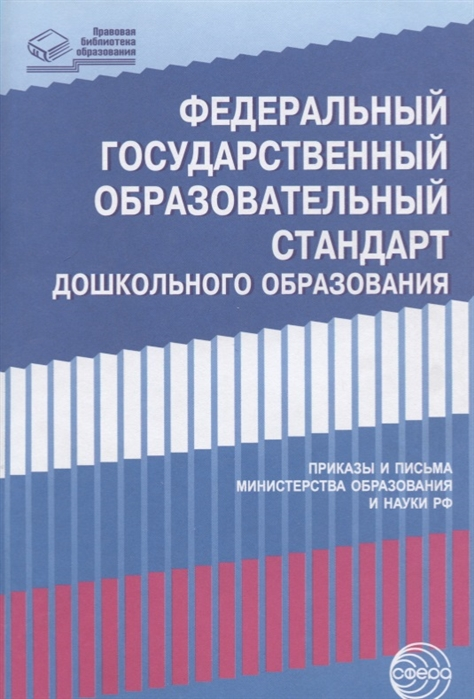 Правовая
библиотека
образования
ФЕДЕРАЛЬНЫЙ
ГОСУДАРСТВЕННЫЙ
ОБРАЗОВАТЕЛЬНЫЙ
СТАНДАРТ
ДОШКОЛЬНОГО ОБРАЗОВАНИЯ
ПРИКАЗЫ И ПИСЬМА
МИНИСТЕРСТВА ОБРАЗОВАНИЯ
И НАУКИ РФ
сфера